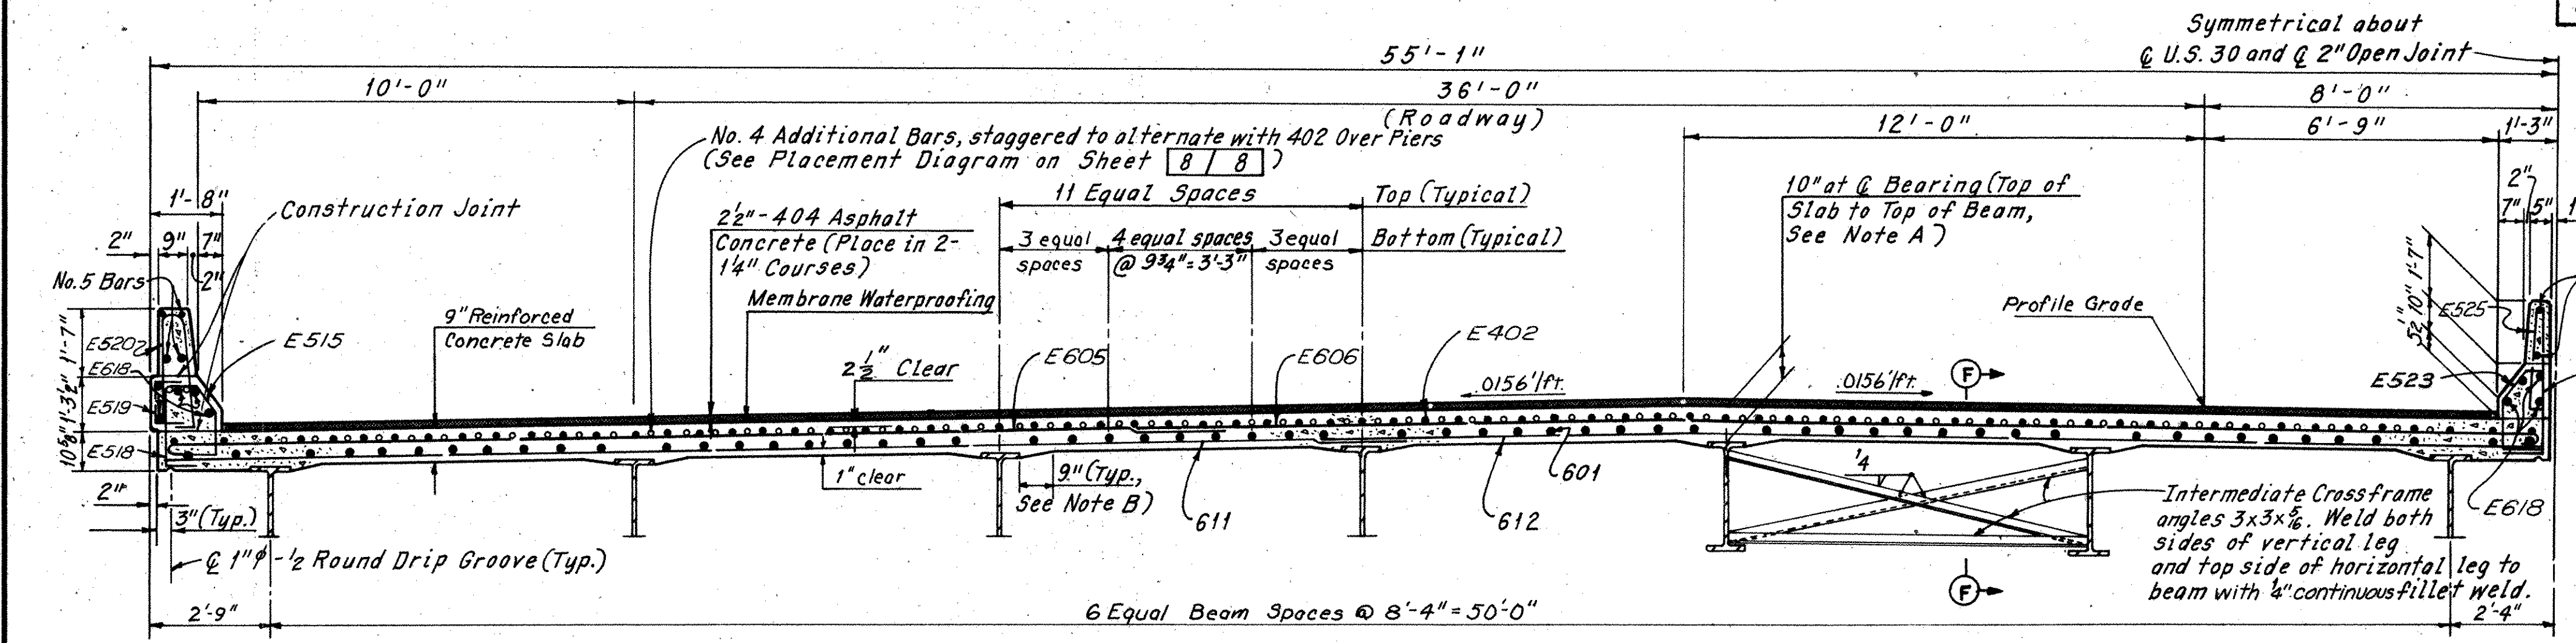 Symmetrical about
℄ U.S. 30 and ℄ 2" Open Joint
55'-1"
10'-0"
36'-0"
(Roadway)
8'-0"
12'-0"
6'-9"
1'-3"
No. 4 Additional Bars, staggered to alternate with 402 Over Piers
(See Placement Diagram on Sheet 8 / 8 )
1'-8"
Construction Joint
2" 9" 7"
2"
No. 5 Bars
2½"-404 Asphalt
Concrete (Place in 2-
1¼" Courses)
11 Equal Spaces
Top (Typical)
3 equal
spaces
4 equal spaces
@ 9¾"=3'-3"
3 equal
spaces
Bottom (Typical)
10" at ℄ Bearing (Top of
Slab to Top of Beam,
See Note A)
2"
7" 5"
Membrane Waterproofing
9" Reinforced
Concrete Slab
Profile Grade
1'-7"
10"
1'-7"
1'-3½"
10⅝"
E520
E618
E519
E518
E515
2½" Clear
E605
E606
E402
.0156'/ft.
.0156'/ft.
F
E525
E523
1" clear
9" (Typ.,
See Note B)
611
612
601
¼
2"
3" (Typ.)
℄ 1"φ - ½ Round Drip Groove (Typ.)
Intermediate Crossframe
angles 3x3x5/16. Weld both
sides of vertical leg
and top side of horizontal leg to
beam with ¼" continuous fillet weld.
E618
F
2'-9"
6 Equal Beam Spaces @ 8'-4" = 50'-0"
2'-4"